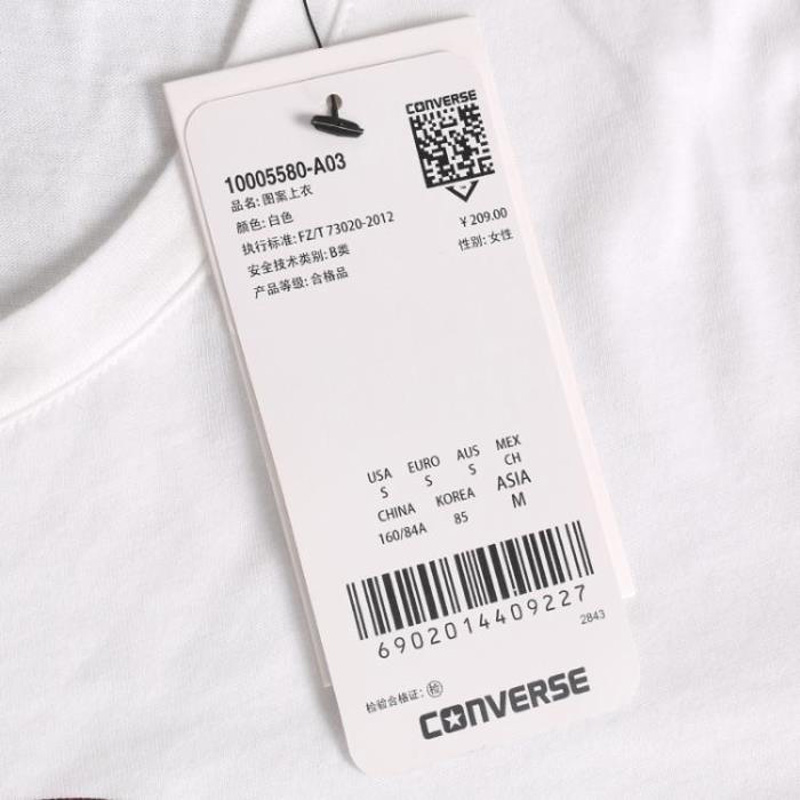 CONVERSE
10005580-A03
品名: 图案上衣
颜色: 白色
执行标准: FZ/T 73020-2012
安全技术类别: B类
产品等级: 合格品
¥ 209.00
性别: 女性
USA EURO AUS MEX
S S S CH
CHINA KOREA ASIA
160/84A 85 M
6902014409227
2843
检验合格证: 检
CONVERSE